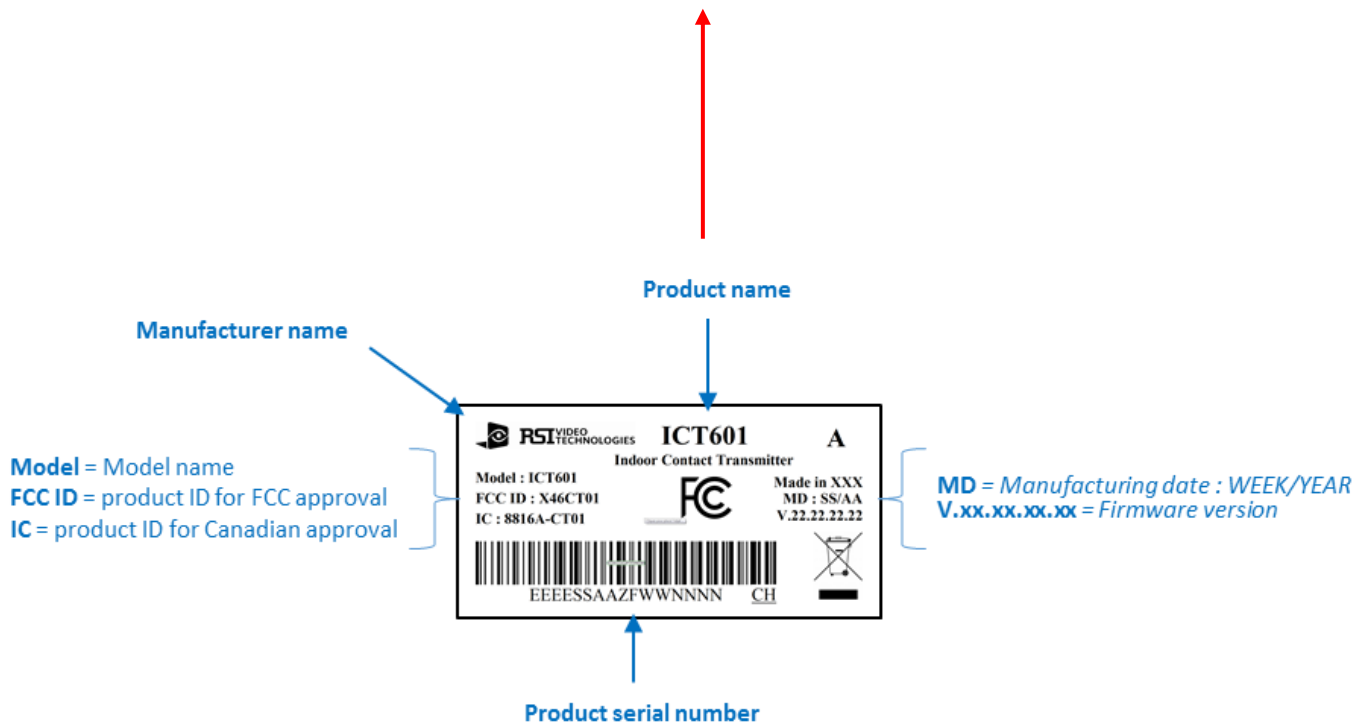 Product name
Manufacturer name
RSI VIDEO TECHNOLOGIES
ICT601
A
Indoor Contact Transmitter
Model : ICT601
FCC ID : X46CT01
IC : 8816A-CT01
FC
Made in XXX
MD : SS/AA
V.22.22.22.22
EEEESSAAZFWWNNNN CH
Model = Model name
FCC ID = product ID for FCC approval
IC = product ID for Canadian approval
MD = Manufacturing date : WEEK/YEAR
V.xx.xx.xx.xx = Firmware version
Product serial number